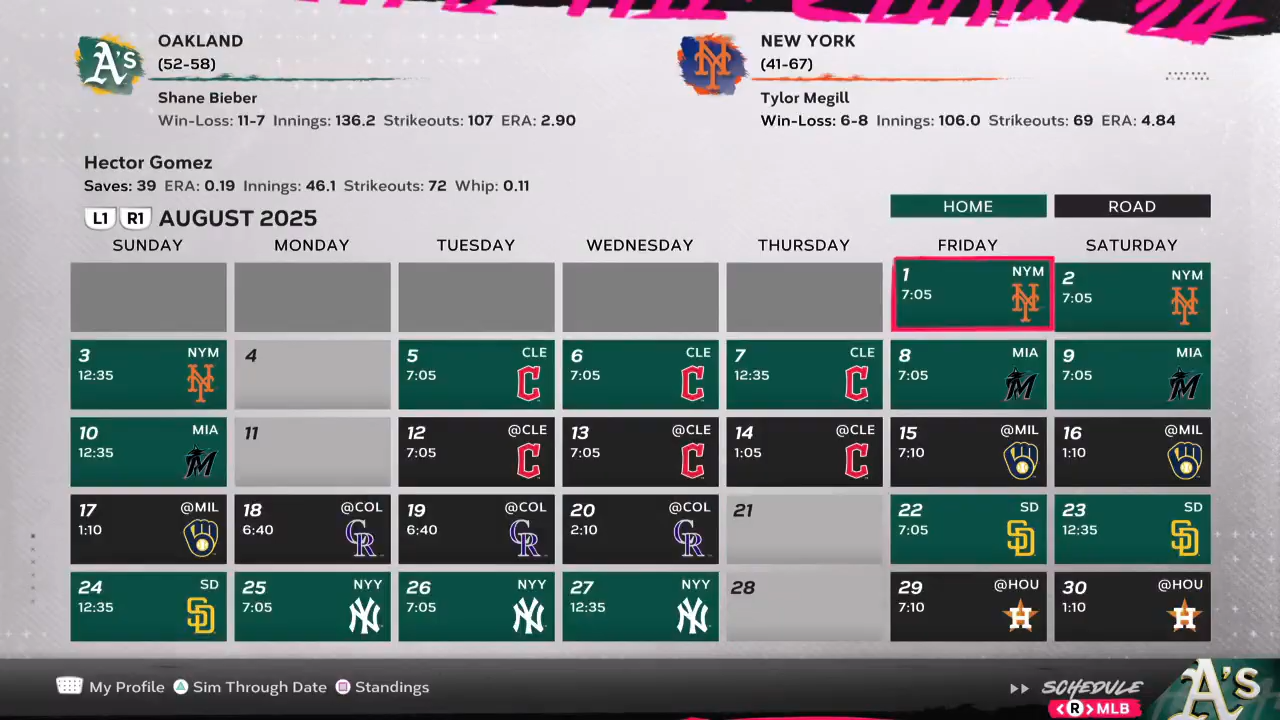 OAKLAND
(52-58)
Shane Bieber
Win-Loss: 11-7 Innings: 136.2 Strikeouts: 107 ERA: 2.90
NEW YORK
(41-67)
Tylor Megill
Win-Loss: 6-8 Innings: 106.0 Strikeouts: 69 ERA: 4.84
Hector Gomez
Saves: 39 ERA: 0.19 Innings: 46.1 Strikeouts: 72 Whip: 0.11
L1 R1 AUGUST 2025
HOME ROAD
SUNDAY MONDAY TUESDAY WEDNESDAY THURSDAY FRIDAY SATURDAY
1 NYM 2 NYM
7:05 7:05
3 NYM 4 5 CLE 6 CLE 7 CLE 8 MIA 9 MIA
12:35 7:05 7:05 12:35 7:05 7:05
10 MIA 11 12 @CLE 13 @CLE 14 @CLE 15 @MIL 16 @MIL
12:35 7:05 7:05 1:05 7:10 1:10
17 @MIL 18 @COL 19 @COL 20 @COL 21 22 SD 23 SD
1:10 6:40 6:40 2:10 7:05 12:35
24 SD 25 NYY 26 NYY 27 NYY 28 29 @HOU 30 @HOU
12:35 7:05 7:05 12:35 7:10 1:10
My Profile Sim Through Date Standings
SCHEDULE
R MLB
A's